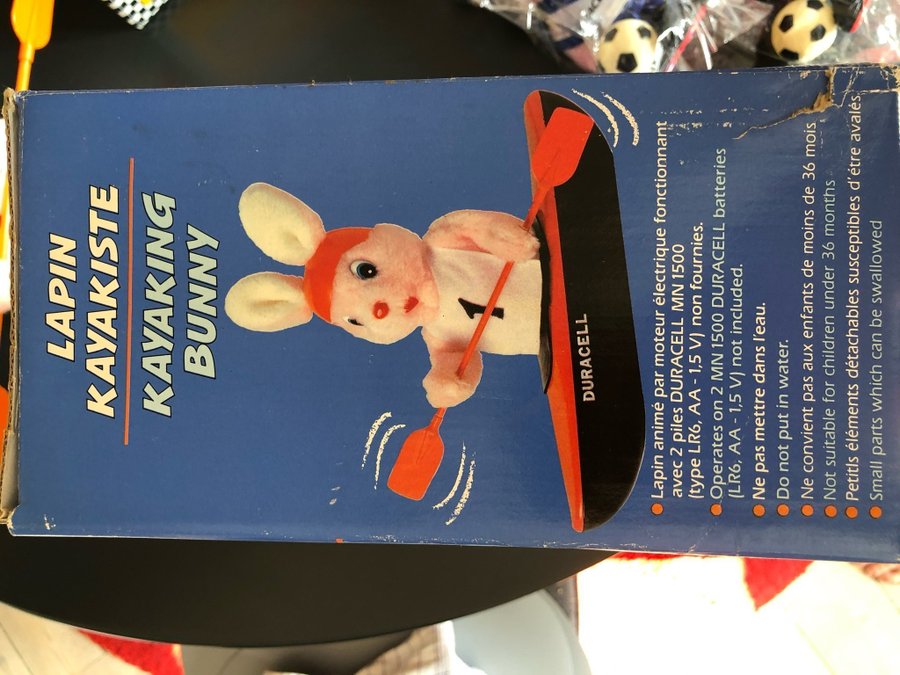 LAPIN
KAYAKISTE
KAYAKING
BUNNY
1
DURACELL
Lapin animé par moteur électrique fonctionnant
avec 2 piles DURACELL MN 1500
(type LR6, AA - 1,5 V) non fournies.
Operates on 2 MN 1500 DURACELL batteries
(LR6, AA - 1,5 V) not included.
Ne pas mettre dans l'eau.
Do not put in water.
Ne convient pas aux enfants de moins de 36 mois
Not suitable for children under 36 months
Petitls éléments détachables susceptibles d'être avalés
Small parts which can be swallowed